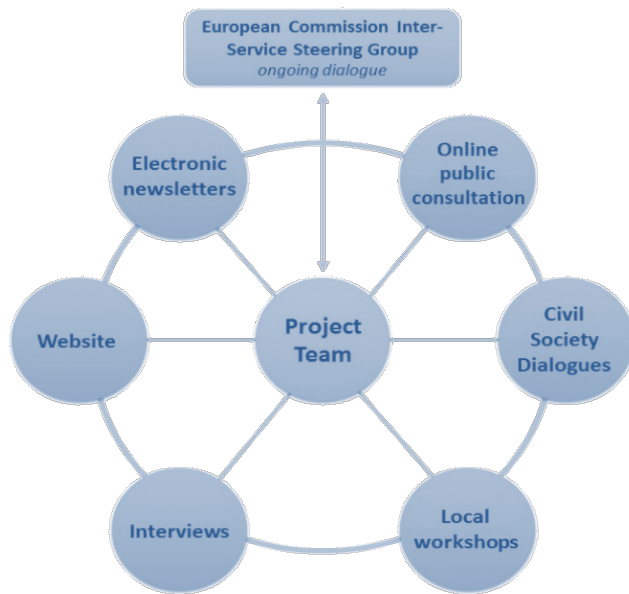 European Commission Inter-
Service Steering Group
ongoing dialogue
Electronic
newsletters
Online
public
consultation
Website
Project
Team
Civil
Society
Dialogues
Interviews
Local
workshops